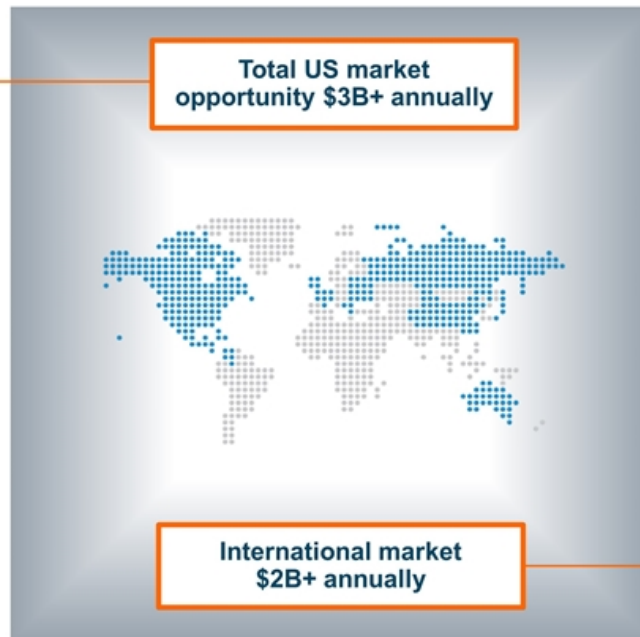 Total US market
opportunity $3B+ annually
International market
$2B+ annually